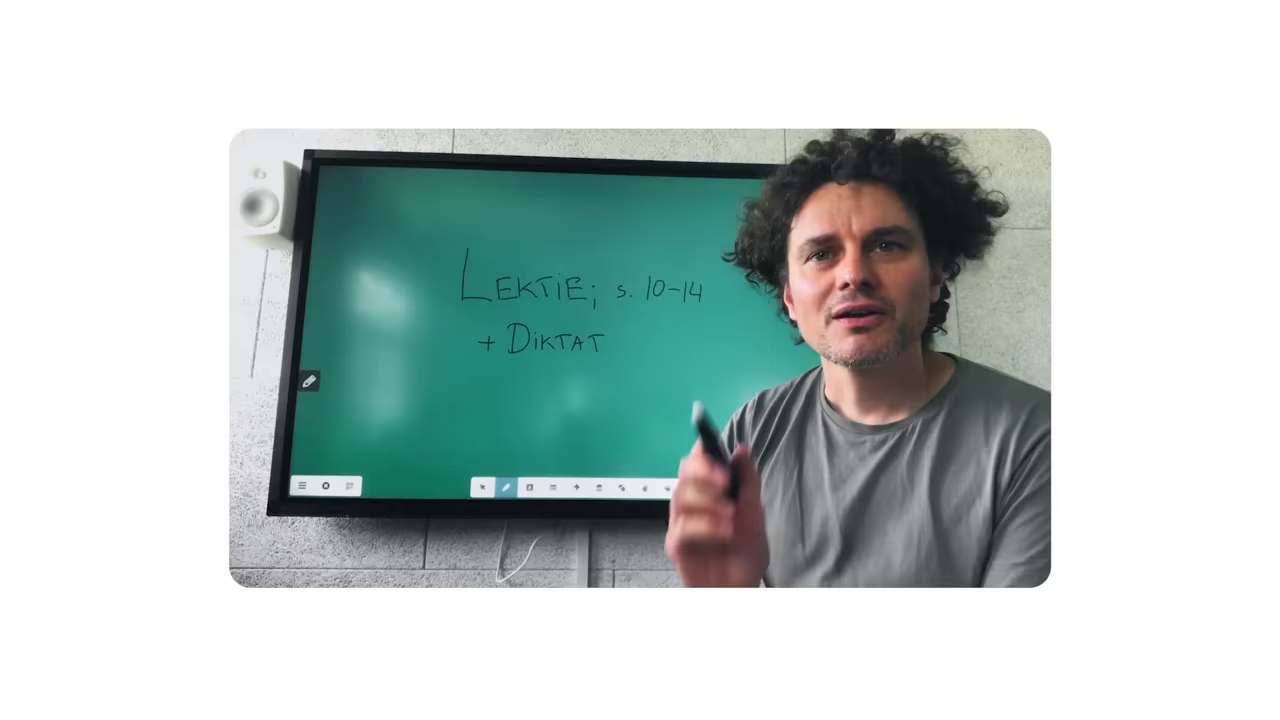 LEKTIE; s. 10-14
+ DIKTAT